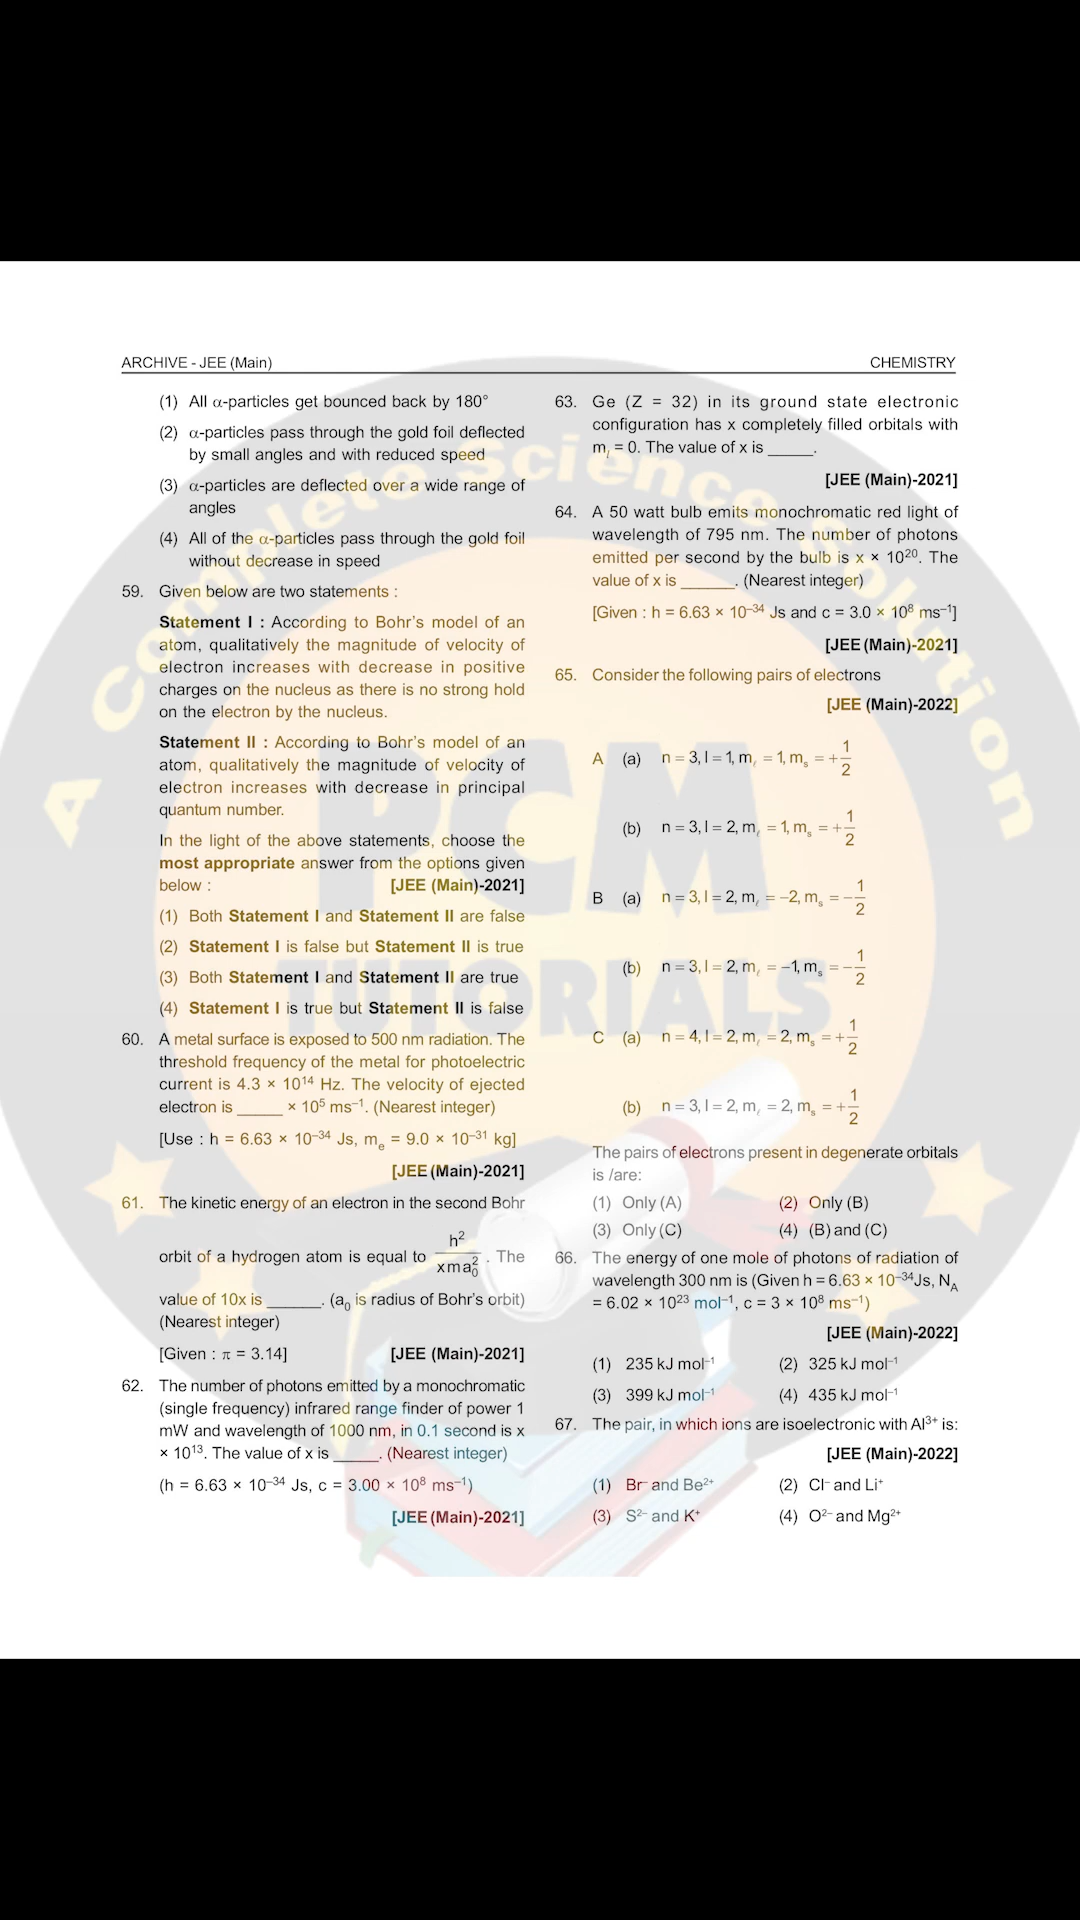 ARCHIVE - JEE (Main)
CHEMISTRY
(1) All α-particles get bounced back by 180°
(2) α-particles pass through the gold foil deflected
by small angles and with reduced speed
(3) α-particles are deflected over a wide range of
angles
(4) All of the α-particles pass through the gold foil
without decrease in speed
59. Given below are two statements :
Statement I : According to Bohr's model of an
atom, qualitatively the magnitude of velocity of
electron increases with decrease in positive
charges on the nucleus as there is no strong hold
on the electron by the nucleus.
Statement II : According to Bohr's model of an
atom, qualitatively the magnitude of velocity of
electron increases with decrease in principal
quantum number.
In the light of the above statements, choose the
most appropriate answer from the options given
below : [JEE (Main)-2021]
(1) Both Statement I and Statement II are false
(2) Statement I is false but Statement II is true
(3) Both Statement I and Statement II are true
(4) Statement I is true but Statement II is false
60. A metal surface is exposed to 500 nm radiation. The
threshold frequency of the metal for photoelectric
current is 4.3 × 10¹⁴ Hz. The velocity of ejected
electron is _____ × 10⁵ ms⁻¹. (Nearest integer)
[Use : h = 6.63 × 10⁻³⁴ Js, mₑ = 9.0 × 10⁻³¹ kg]
[JEE (Main)-2021]
61. The kinetic energy of an electron in the second Bohr
orbit of a hydrogen atom is equal to h²/xma₀². The
value of 10x is ______. (a₀ is radius of Bohr's orbit)
(Nearest integer)
[Given : π = 3.14] [JEE (Main)-2021]
62. The number of photons emitted by a monochromatic
(single frequency) infrared range finder of power 1
mW and wavelength of 1000 nm, in 0.1 second is x
× 10¹³. The value of x is _____. (Nearest integer)
(h = 6.63 × 10⁻³⁴ Js, c = 3.00 × 10⁸ ms⁻¹)
[JEE (Main)-2021]
63. Ge (Z = 32) in its ground state electronic
configuration has x completely filled orbitals with
mₗ = 0. The value of x is _____.
[JEE (Main)-2021]
64. A 50 watt bulb emits monochromatic red light of
wavelength of 795 nm. The number of photons
emitted per second by the bulb is x × 10²⁰. The
value of x is ______. (Nearest integer)
[Given : h = 6.63 × 10⁻³⁴ Js and c = 3.0 × 10⁸ ms⁻¹]
[JEE (Main)-2021]
65. Consider the following pairs of electrons
[JEE (Main)-2022]
A (a) n = 3, l = 1, mₗ = 1, mₛ = +1/2
(b) n = 3, l = 2, mₗ = 1, mₛ = +1/2
B (a) n = 3, l = 2, mₗ = −2, mₛ = −1/2
(b) n = 3, l = 2, mₗ = −1, mₛ = −1/2
C (a) n = 4, l = 2, mₗ = 2, mₛ = +1/2
(b) n = 3, l = 2, mₗ = 2, mₛ = +1/2
The pairs of electrons present in degenerate orbitals
is /are:
(1) Only (A) (2) Only (B)
(3) Only (C) (4) (B) and (C)
66. The energy of one mole of photons of radiation of
wavelength 300 nm is (Given h = 6.63 × 10⁻³⁴Js, N_A
= 6.02 × 10²³ mol⁻¹, c = 3 × 10⁸ ms⁻¹)
[JEE (Main)-2022]
(1) 235 kJ mol⁻¹ (2) 325 kJ mol⁻¹
(3) 399 kJ mol⁻¹ (4) 435 kJ mol⁻¹
67. The pair, in which ions are isoelectronic with Al³⁺ is:
[JEE (Main)-2022]
(1) Br⁻ and Be²⁺ (2) Cl⁻ and Li⁺
(3) S²⁻ and K⁺ (4) O²⁻ and Mg²⁺
A Complete Science Solution
PCM
TUTORIALS